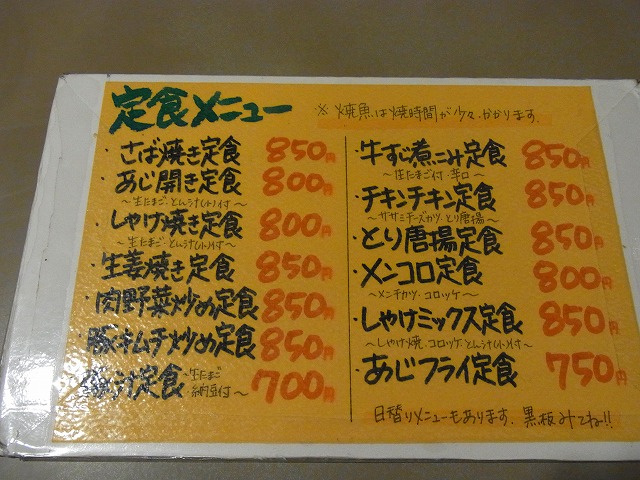 定食メニュー
※ 焼魚は焼時間が少々かかります。
・さば焼き定食 850円
・あじ開き定食 800円
～生たまご・とん汁(小)付～
・しゃけ焼き定食 800円
～生たまご・とん汁(小)付～
・生姜焼き定食 850円
・肉野菜炒め定食 850円
・豚キムチ炒め定食 850円
汁定食 ～生たまご 納豆付～ 700円
・牛すじ煮こみ定食 850円
～生たまご付・辛口～
・チキンチキン定食 850円
～ササミチーズカツ・とり唐揚～
・とり唐揚定食 850円
・メンコロ定食 800円
～メンチカツ・コロッケ～
・しゃけミックス定食 850円
～しゃけ焼・コロッケ・とん汁(小)付～
・あじフライ定食 750円
日替りメニューもあります。黒板みてね!!